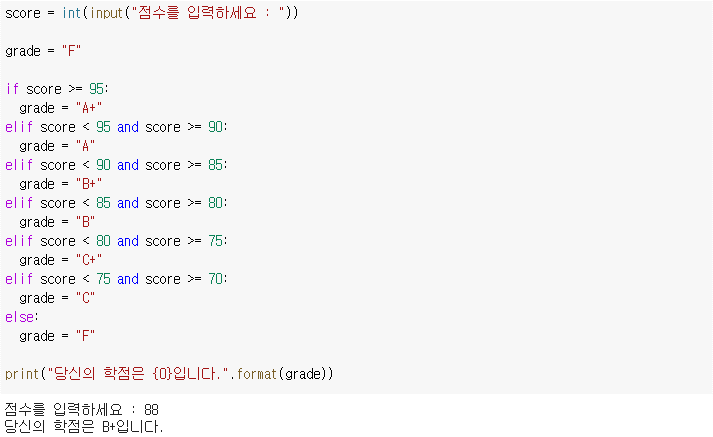 score = int(input("점수를 입력하세요 : "))
grade = "F"
if score >= 95:
  grade = "A+"
elif score < 95 and score >= 90:
  grade = "A"
elif score < 90 and score >= 85:
  grade = "B+"
elif score < 85 and score >= 80:
  grade = "B"
elif score < 80 and score >= 75:
  grade = "C+"
elif score < 75 and score >= 70:
  grade = "C"
else:
  grade = "F"
print("당신의 학점은 {0}입니다.".format(grade))
점수를 입력하세요 : 88
당신의 학점은 B+입니다.